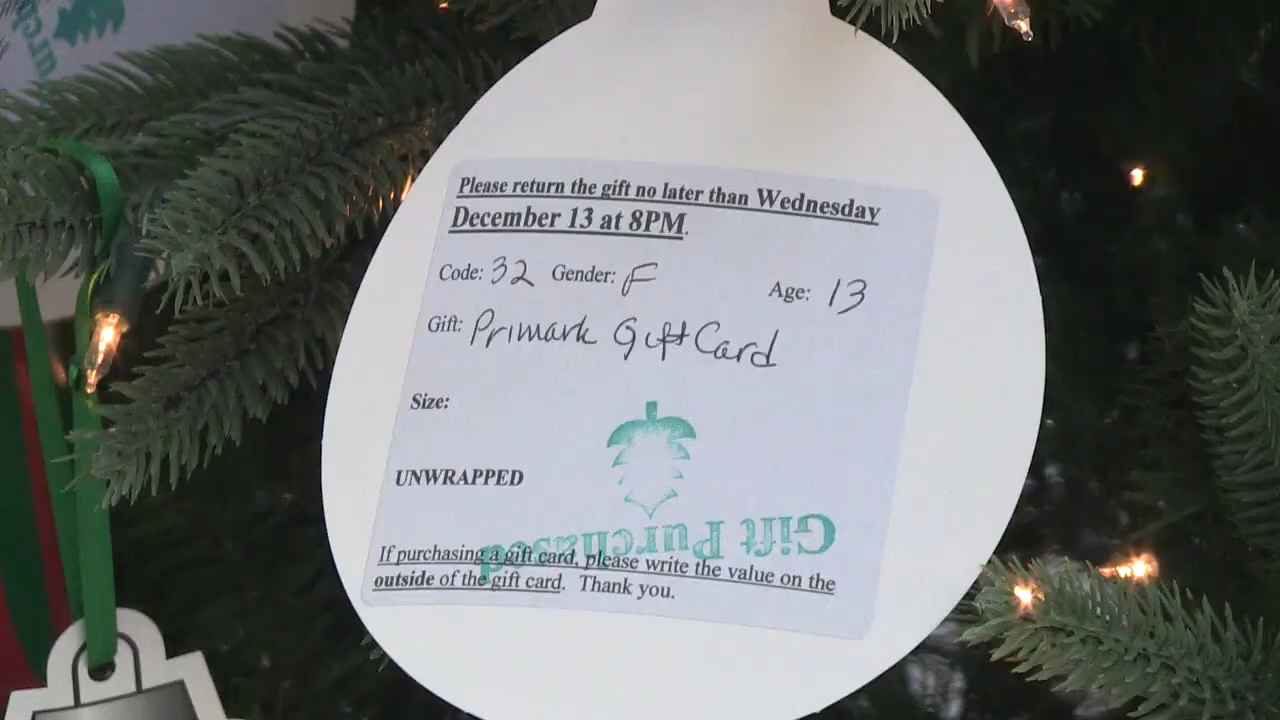 Please return the gift no later than Wednesday
December 13 at 8PM.
Code: 32 Gender: F Age: 13
Gift: Primark Gift Card
Size:
UNWRAPPED
Gift Purchased
If purchasing a gift card, please write the value on the
outside of the gift card. Thank you.